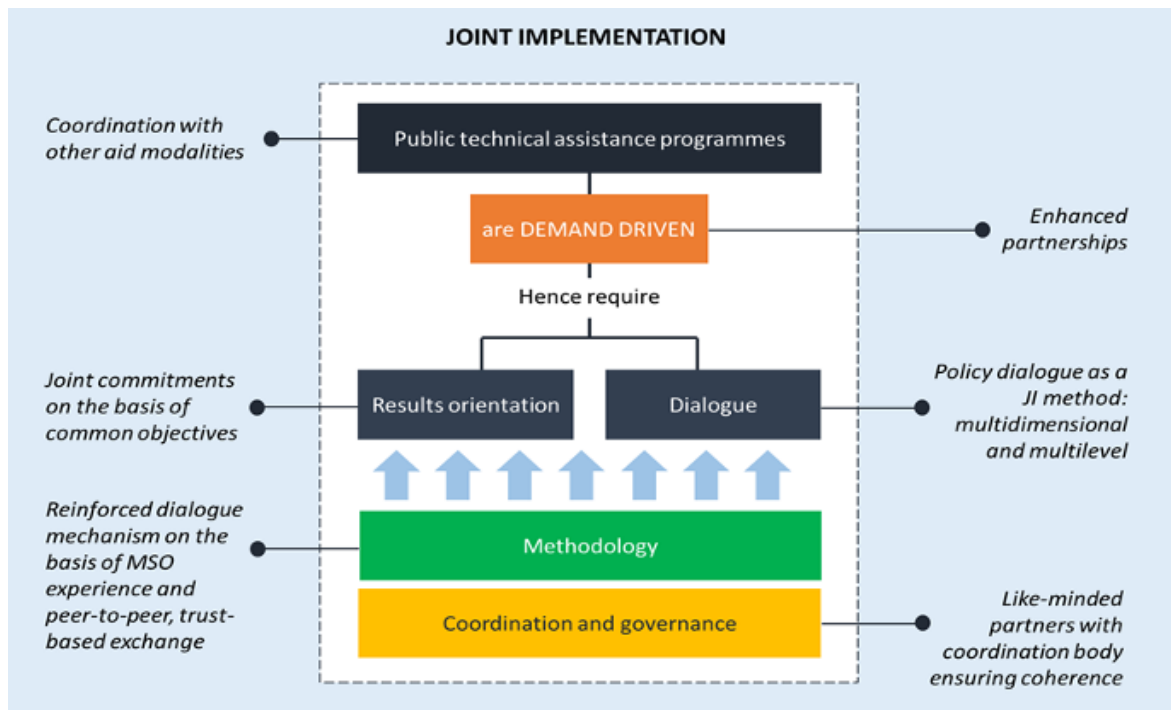 JOINT IMPLEMENTATION
Coordination with
other aid modalities
Public technical assistance programmes
are DEMAND DRIVEN
Enhanced
partnerships
Hence require
Joint commitments
on the basis of
common objectives
Results orientation
Dialogue
Policy dialogue as a
JI method:
multidimensional
and multilevel
Reinforced dialogue
mechanism on the
basis of MSO
experience and
peer-to-peer, trust-
based exchange
Methodology
Coordination and governance
Like-minded
partners with
coordination body
ensuring coherence